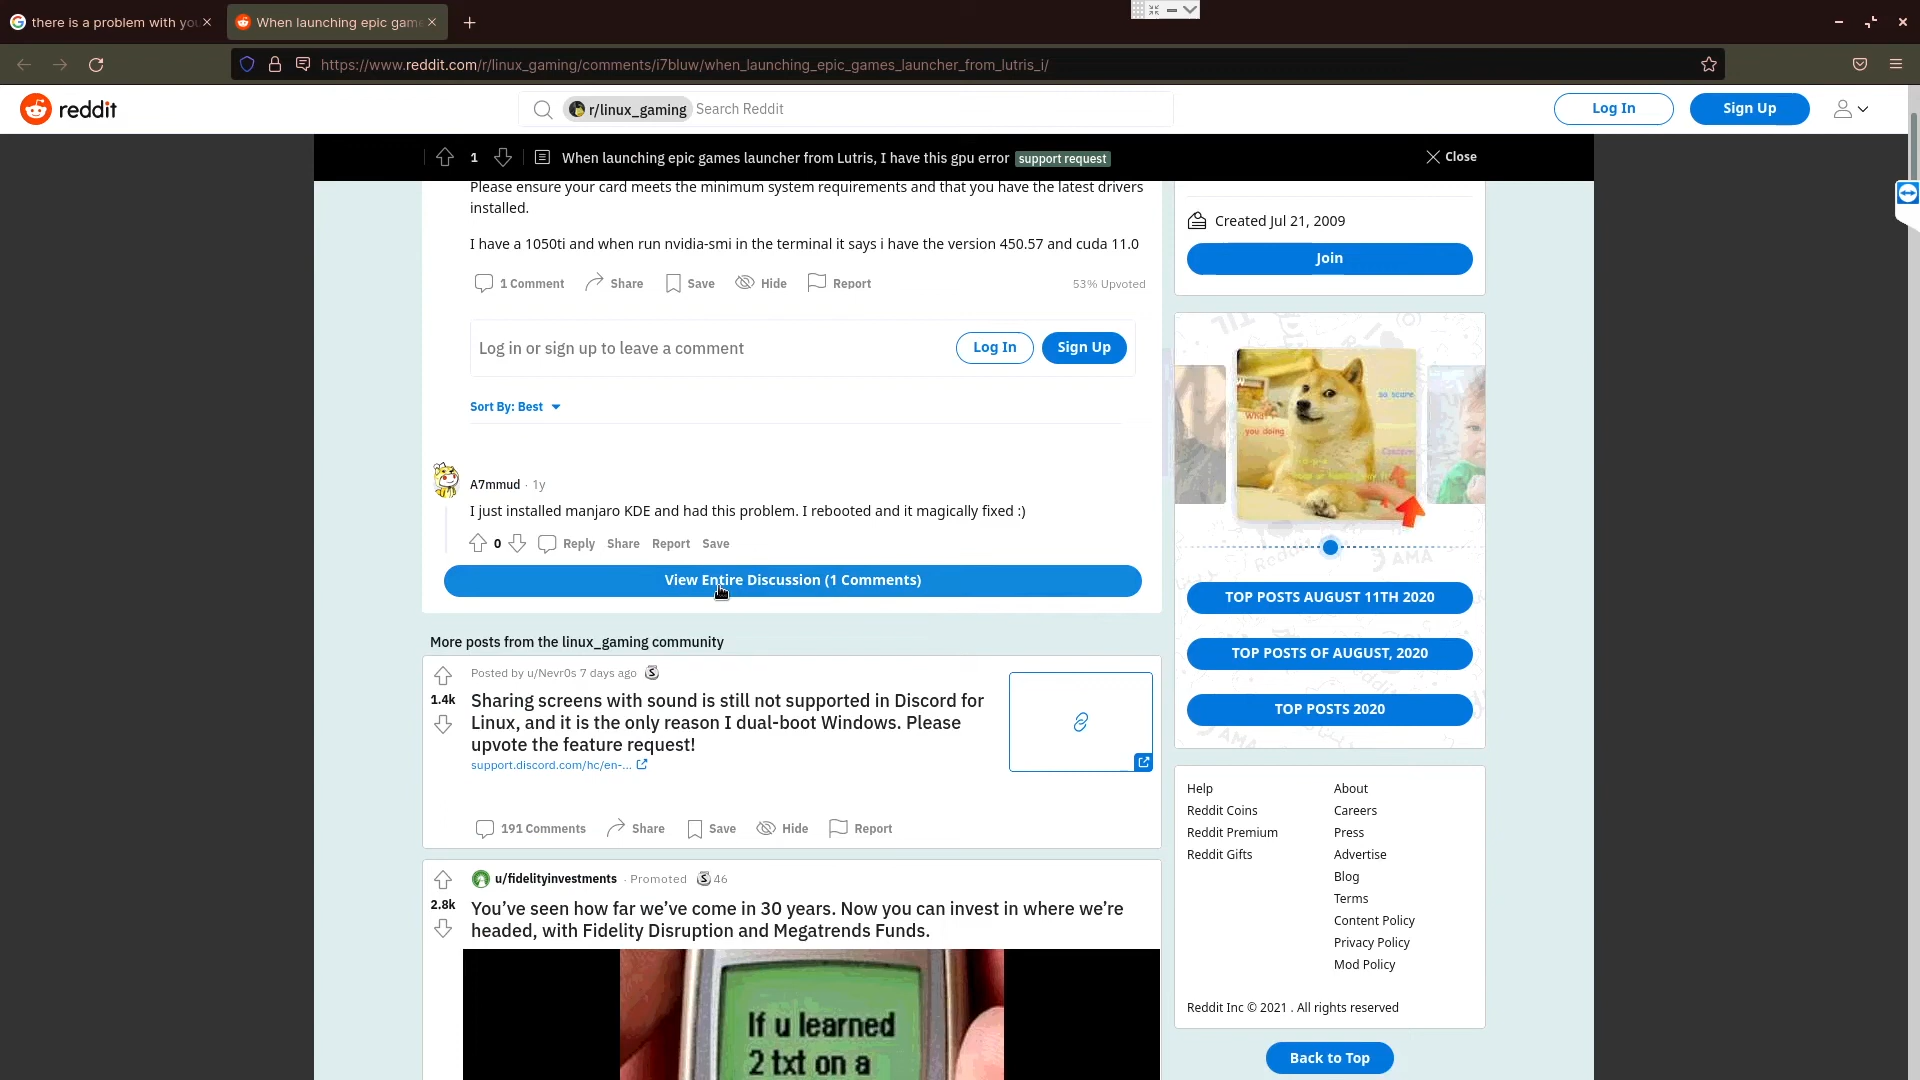 there is a problem with yo
When launching epic game
https://www.reddit.com/r/linux_gaming/comments/i7bluw/when_launching_epic_games_launcher_from_lutris_i/
reddit
r/linux_gaming Search Reddit
Log In
Sign Up
1
When launching epic games launcher from Lutris, I have this gpu error support request
Close
Please ensure your card meets the minimum system requirements and that you have the latest drivers
installed.
I have a 1050ti and when run nvidia-smi in the terminal it says i have the version 450.57 and cuda 11.0
1 Comment Share Save Hide Report 53% Upvoted
Log in or sign up to leave a comment
Log In
Sign Up
Sort By: Best
A7mmud · 1y
I just installed manjaro KDE and had this problem. I rebooted and it magically fixed :)
0 Reply Share Report Save
View Entire Discussion (1 Comments)
More posts from the linux_gaming community
Posted by u/Nevr0s 7 days ago
1.4k
Sharing screens with sound is still not supported in Discord for
Linux, and it is the only reason I dual-boot Windows. Please
upvote the feature request!
support.discord.com/hc/en-...
191 Comments Share Save Hide Report
u/fidelityinvestments · Promoted 46
2.8k
You've seen how far we've come in 30 years. Now you can invest in where we're
headed, with Fidelity Disruption and Megatrends Funds.
If u learned
2 txt on a
Created Jul 21, 2009
Join
so scare
what r
you doing
Concern
TOP POSTS AUGUST 11TH 2020
TOP POSTS OF AUGUST, 2020
TOP POSTS 2020
Help
Reddit Coins
Reddit Premium
Reddit Gifts
About
Careers
Press
Advertise
Blog
Terms
Content Policy
Privacy Policy
Mod Policy
Reddit Inc © 2021 . All rights reserved
Back to Top